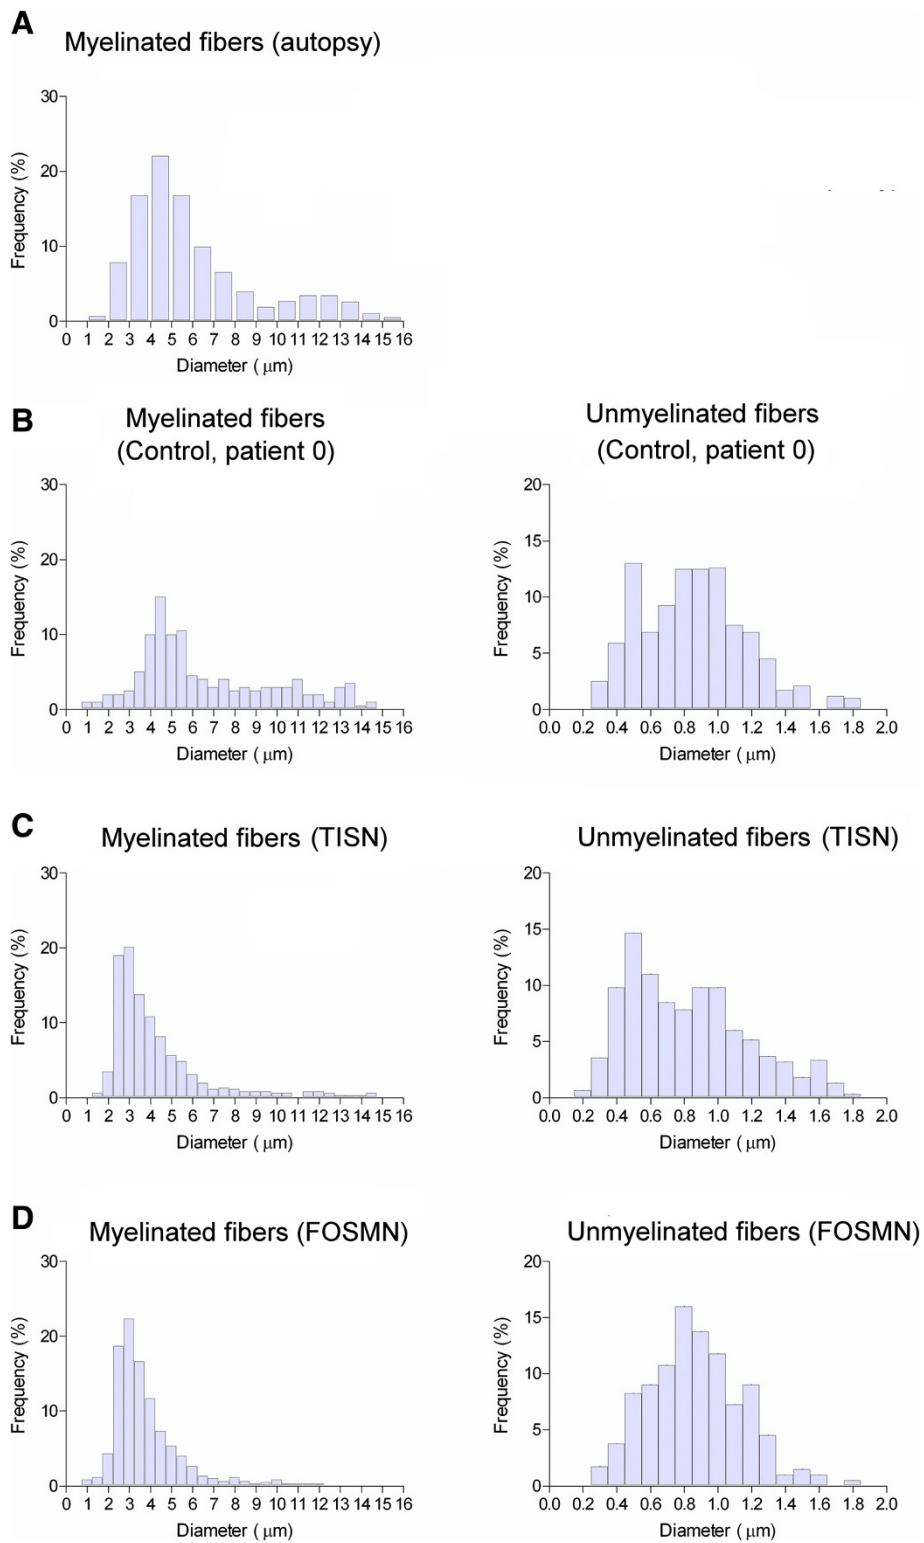 A
Myelinated fibers (autopsy)
30
20
10
0
Frequency (%)
0 1 2 3 4 5 6 7 8 9 10 11 12 13 14 15 16
Diameter ( μm)
B
Myelinated fibers
(Control, patient 0)
30
20
10
0
Frequency (%)
0 1 2 3 4 5 6 7 8 9 10 11 12 13 14 15 16
Diameter ( μm)
Unmyelinated fibers
(Control, patient 0)
20
15
10
5
0
Frequency (%)
0.0 0.2 0.4 0.6 0.8 1.0 1.2 1.4 1.6 1.8 2.0
Diameter ( μm)
C
Myelinated fibers (TISN)
30
20
10
0
Frequency (%)
0 1 2 3 4 5 6 7 8 9 10 11 12 13 14 15 16
Diameter ( μm)
Unmyelinated fibers (TISN)
20
15
10
5
0
Frequency (%)
0.0 0.2 0.4 0.6 0.8 1.0 1.2 1.4 1.6 1.8 2.0
Diameter ( μm)
D
Myelinated fibers (FOSMN)
30
20
10
0
Frequency (%)
0 1 2 3 4 5 6 7 8 9 10 11 12 13 14 15 16
Diameter ( μm)
Unmyelinated fibers (FOSMN)
20
15
10
5
0
Frequency (%)
0.0 0.2 0.4 0.6 0.8 1.0 1.2 1.4 1.6 1.8 2.0
Diameter ( μm)